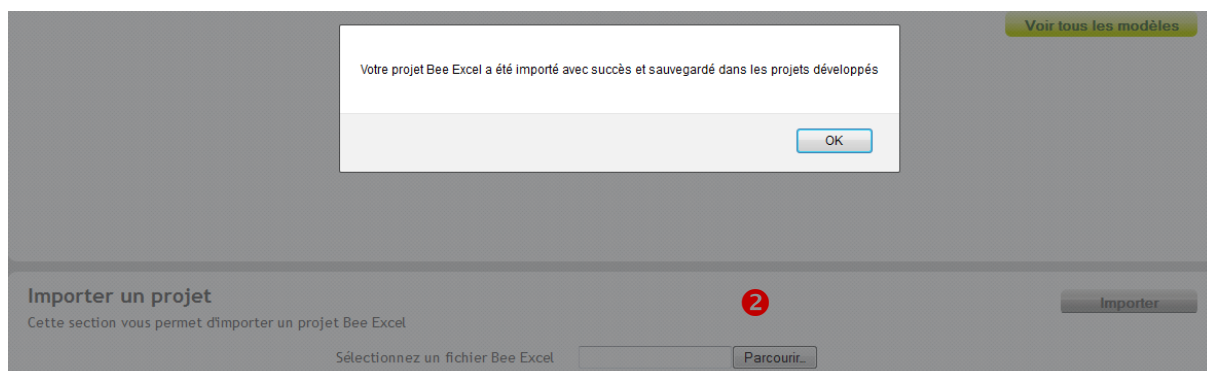 Voir tous les modèles
Votre projet Bee Excel a été importé avec succès et sauvegardé dans les projets développés
OK
Importer un projet
2
Importer
Cette section vous permet d'importer un projet Bee Excel
Sélectionnez un fichier Bee Excel
Parcourir..